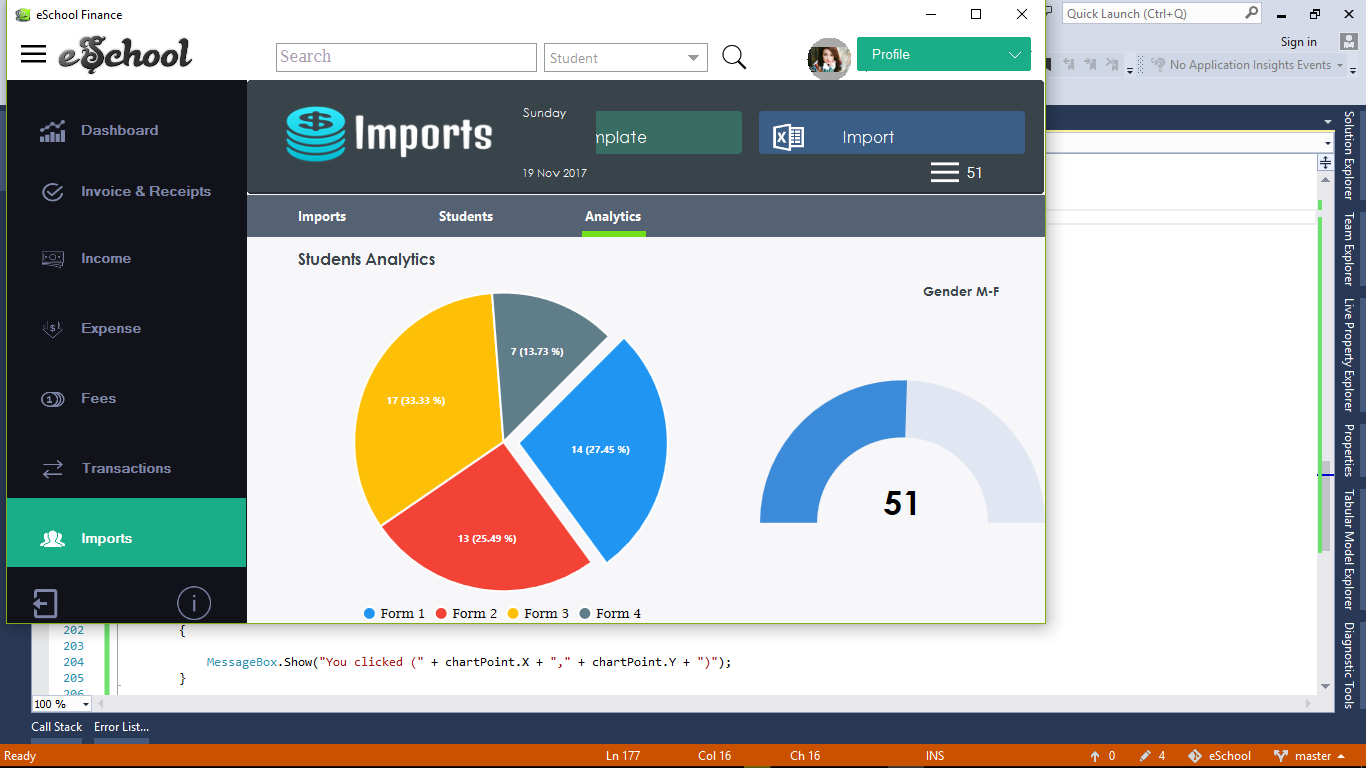 eSchool Finance
Quick Launch (Ctrl+Q)
Sign in
eSchool
Search
Student
Profile
No Application Insights Events
Dashboard
Invoice & Receipts
Income
Expense
Fees
Transactions
Imports
Imports
Sunday
19 Nov 2017
mplate
Import
51
Imports Students Analytics
Students Analytics
Gender M-F
7 (13.73 %)
17 (33.33 %)
14 (27.45 %)
13 (25.49 %)
51
Form 1 Form 2 Form 3 Form 4
Solution Explorer
Team Explorer
Live Property Explorer
Properties
Tabular Model Explorer
Diagnostic Tools
202 {
203
204 MessageBox.Show("You clicked (" + chartPoint.X + "," + chartPoint.Y + ")");
205 }
206
100 %
Call Stack Error List...
Ready Ln 177 Col 16 Ch 16 INS 0 4 eSchool master